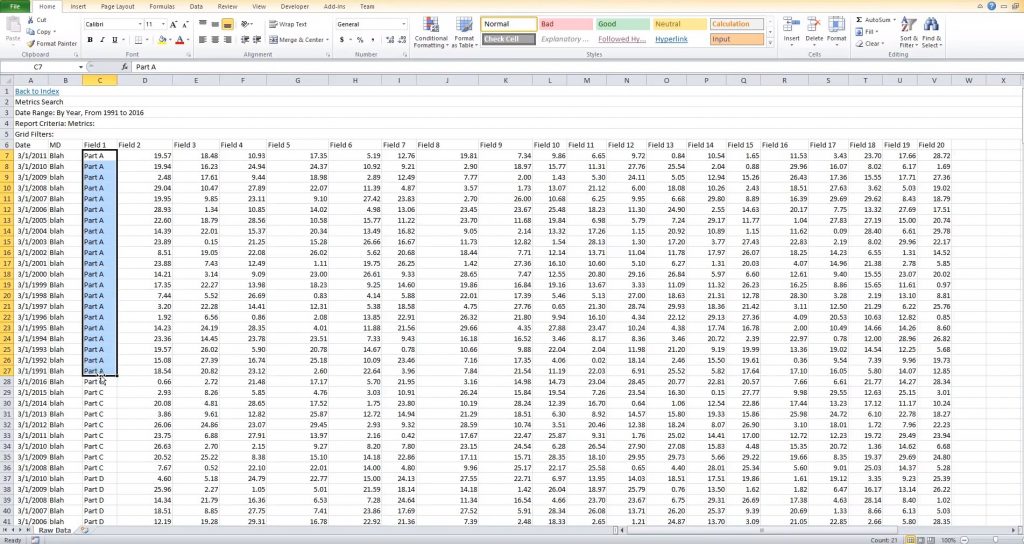 File Home Insert Page Layout Formulas Data Review View Developer Add-ins Team
Cut
Copy
Format Painter
Paste
Clipboard
Calibri 11
Font
Wrap Text
Merge & Center
Alignment
General
Number
Conditional Formatting
Format as Table
Normal Bad Good Neutral Calculation
Check Cell Explanatory ... Followed Hy... Hyperlink Input
Styles
Insert Delete Format
Cells
AutoSum
Fill
Clear
Sort & Filter
Find & Select
Editing
C7 fx Part A
A B C D E F G H I J K L M N O P Q R S T U V W X
1 Back to Index
2 Metrics Search
3 Date Range: By Year, From 1991 to 2016
4 Report Criteria: Metrics:
5 Grid Filters:
6 Date MD Field 1 Field 2 Field 3 Field 4 Field 5 Field 6 Field 7 Field 8 Field 9 Field 10 Field 11 Field 12 Field 13 Field 14 Field 15 Field 16 Field 17 Field 18 Field 19 Field 20
7 3/1/2011 Blah Part A 19.57 18.48 10.93 17.35 5.19 12.76 19.81 7.34 9.86 6.65 9.72 0.84 10.54 1.65 11.53 3.43 23.70 17.66 28.72
8 3/1/2010 Blah Part A 19.94 16.23 24.94 24.37 10.92 9.21 2.90 18.97 15.77 11.31 27.76 25.54 2.94 0.88 15.94 16.77 8.02 6.17 1.69
9 3/1/2009 blah Part A 2.48 17.61 9.44 18.98 2.89 12.49 7.77 2.00 1.43 5.30 24.11 5.05 12.94 15.26 26.43 17.36 15.55 17.71 27.36
10 3/1/2008 Blah Part A 29.04 10.47 27.89 22.07 11.39 4.87 3.57 1.73 13.07 21.12 6.00 18.08 10.26 2.43 18.51 27.63 3.62 5.03 19.02
11 3/1/2007 Blah Part A 19.95 9.85 23.11 9.10 27.42 23.83 2.70 26.00 10.68 6.25 9.95 6.68 29.80 8.89 16.39 29.69 29.62 8.43 18.79
12 3/1/2006 Blah Part A 28.93 1.34 10.85 14.02 4.98 13.06 23.45 23.67 25.48 18.23 11.30 24.90 2.55 14.63 20.17 7.75 13.32 27.69 17.51
13 3/1/2005 blah Part A 22.60 18.79 28.56 10.58 15.77 11.22 23.70 11.68 19.84 6.98 5.79 7.24 29.17 11.77 1.04 27.83 27.19 15.00 20.74
14 3/1/2004 blah Part A 14.39 22.01 15.37 20.34 13.49 16.82 9.05 2.14 13.32 17.26 1.15 20.92 10.89 1.15 11.62 0.09 28.40 6.61 29.78
15 3/1/2003 Blah Part A 23.89 0.15 21.25 15.28 26.66 16.67 11.73 12.82 1.54 28.13 1.30 17.20 3.77 27.43 22.83 2.19 8.02 29.96 22.17
16 3/1/2002 blah Part A 8.51 19.05 22.08 26.02 5.62 20.68 18.44 7.71 12.14 13.71 11.04 11.78 17.97 26.07 18.25 14.23 6.55 1.31 14.52
17 3/1/2001 blah Part A 23.88 7.43 12.49 1.11 19.75 26.25 1.42 27.36 16.10 10.60 5.10 6.27 1.31 20.03 4.07 14.96 21.38 2.78 5.85
18 3/1/2000 blah Part A 14.21 3.14 9.09 23.00 26.61 9.33 28.65 7.47 12.55 20.80 29.16 26.84 5.97 6.60 12.61 9.40 15.55 23.07 20.02
19 3/1/1999 blah Part A 17.35 22.27 13.98 18.23 9.25 14.60 19.86 16.84 19.16 13.67 3.33 11.09 11.32 26.23 16.25 8.86 15.65 11.61 0.97
20 3/1/1998 blah Part A 7.44 5.52 26.69 0.83 4.14 5.88 22.01 17.39 5.46 5.13 27.00 18.63 21.31 12.78 28.30 3.28 2.19 13.10 8.81
21 3/1/1997 blah Part A 3.20 22.28 14.41 12.31 5.38 18.58 4.75 27.76 0.65 21.30 28.74 29.93 18.36 21.42 3.11 12.50 21.29 6.22 25.76
22 3/1/1996 blah Part A 1.92 6.56 0.86 2.08 13.85 22.91 26.32 21.80 9.94 16.10 4.34 22.12 29.13 27.36 4.09 20.53 10.63 12.82 0.85
23 3/1/1995 blah Part A 14.23 24.19 28.35 4.01 11.88 21.56 29.66 4.35 27.88 23.47 10.24 4.38 17.74 16.78 2.00 10.49 14.66 14.26 8.60
24 3/1/1994 blah Part A 23.36 14.45 23.78 23.51 7.33 9.43 16.18 16.52 3.46 8.17 8.36 3.46 20.72 2.39 22.97 0.78 12.00 28.96 26.82
25 3/1/1993 blah Part A 19.57 26.02 5.90 20.78 14.67 0.78 10.66 9.88 22.04 2.04 11.98 21.20 9.19 19.99 13.36 19.02 14.54 12.25 5.68
26 3/1/1992 blah Part A 15.08 27.39 16.74 25.18 10.09 23.46 7.16 17.35 4.06 0.02 18.14 2.46 15.50 19.61 0.36 9.54 7.39 9.96 19.73
27 3/1/1991 Blah Part A 18.54 20.82 23.12 2.60 22.64 3.96 7.84 21.54 11.19 22.03 6.91 25.52 5.82 17.64 17.10 16.05 5.80 14.07 12.85
28 3/1/2016 blah Part C 0.66 2.72 21.48 17.17 5.70 21.95 3.16 14.98 14.73 23.04 28.45 20.77 22.81 20.57 7.66 6.61 21.77 14.27 28.34
29 3/1/2015 blah Part C 2.93 8.26 5.85 4.76 3.03 10.91 26.24 15.84 19.54 7.26 23.54 16.30 0.15 27.77 9.98 29.55 12.63 25.15 3.01
30 3/1/2014 blah Part C 20.08 4.81 28.65 17.52 1.75 23.80 10.19 28.24 12.39 16.70 0.64 1.06 12.54 22.86 17.44 13.23 17.12 11.17 10.24
31 3/1/2013 blah Part C 3.86 9.61 12.82 25.87 12.72 14.94 21.29 18.51 6.30 8.92 14.57 15.80 19.33 15.86 25.98 24.72 6.10 22.78 18.27
32 3/1/2012 blah Part C 26.06 24.86 23.07 29.45 2.93 9.32 28.59 10.74 3.51 20.46 12.38 18.24 8.07 26.90 3.10 18.01 1.72 7.96 22.23
33 3/1/2011 blah Part C 23.75 6.88 27.91 13.97 2.16 0.42 17.67 22.47 25.87 9.31 1.76 25.02 14.41 17.00 12.72 12.23 19.72 29.49 23.94
34 3/1/2010 blah Part C 26.63 2.70 2.15 9.27 8.20 7.80 23.15 24.54 6.28 26.54 27.90 27.08 15.83 4.48 15.35 20.72 1.36 14.62 6.68
35 3/1/2009 blah Part C 20.52 25.22 8.38 15.10 14.18 22.86 17.11 15.71 28.35 18.10 29.95 29.73 5.66 29.22 19.66 8.35 19.37 29.69 24.80
36 3/1/2008 blah Part C 7.67 0.52 22.10 22.01 14.00 4.80 9.96 25.17 22.17 25.58 0.65 4.40 28.01 25.34 5.60 9.01 25.03 14.37 5.28
37 3/1/2010 blah Part D 4.60 5.18 24.79 22.77 15.00 24.13 27.55 22.71 6.97 13.95 14.03 18.51 17.51 19.86 1.61 19.12 3.35 9.23 25.39
38 3/1/2009 blah Part D 25.96 2.27 1.05 5.01 21.59 18.14 14.18 1.42 26.04 18.97 25.79 0.76 13.50 1.62 1.82 6.47 16.17 13.14 26.22
39 3/1/2008 blah Part D 14.34 21.79 16.36 6.53 7.28 24.64 11.34 16.54 4.66 23.70 23.67 6.75 29.31 26.69 17.38 4.63 28.14 8.40 1.02
40 3/1/2007 blah Part D 18.51 8.85 27.75 7.41 23.86 17.69 27.52 5.91 28.34 26.08 13.71 26.20 25.37 9.39 20.69 1.33 8.66 6.13 5.03
41 3/1/2006 blah Part D 12.19 19.28 29.31 16.78 22.92 21.36 7.39 2.48 18.33 2.65 1.21 24.87 13.70 3.09 21.05 22.85 2.66 5.80 28.35
Raw Data
Ready Count: 21 100%